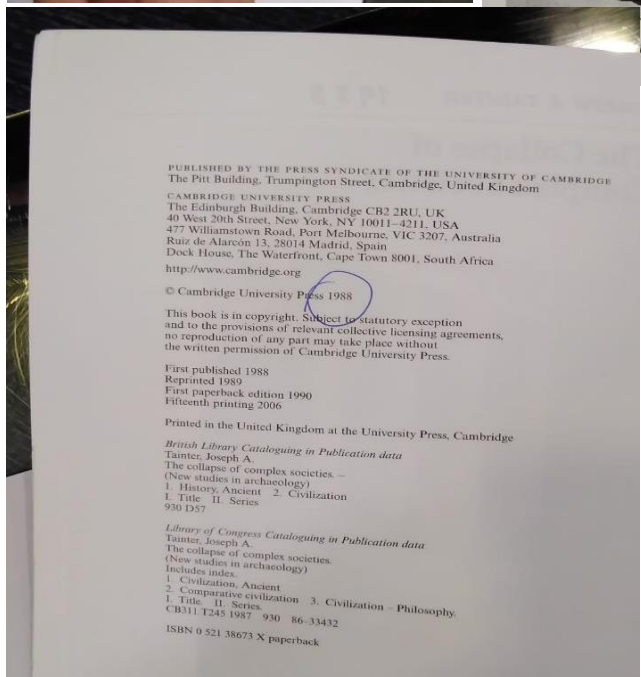 PUBLISHED BY THE PRESS SYNDICATE OF THE UNIVERSITY OF CAMBRIDGE
The Pitt Building, Trumpington Street, Cambridge, United Kingdom
CAMBRIDGE UNIVERSITY PRESS
The Edinburgh Building, Cambridge CB2 2RU, UK
40 West 20th Street, New York, NY 10011–4211, USA
477 Williamstown Road, Port Melbourne, VIC 3207, Australia
Ruiz de Alarcón 13, 28014 Madrid, Spain
Dock House, The Waterfront, Cape Town 8001, South Africa
http://www.cambridge.org
© Cambridge University Press 1988
This book is in copyright. Subject to statutory exception
and to the provisions of relevant collective licensing agreements,
no reproduction of any part may take place without
the written permission of Cambridge University Press.
First published 1988
Reprinted 1989
First paperback edition 1990
Fifteenth printing 2006
Printed in the United Kingdom at the University Press, Cambridge
British Library Cataloguing in Publication data
Tainter, Joseph A.
The collapse of complex societies. –
(New studies in archaeology)
1. History, Ancient 2. Civilization
I. Title II. Series
930 D57
Library of Congress Cataloguing in Publication data
Tainter, Joseph A.
The collapse of complex societies.
(New studies in archaeology)
Includes index.
1. Civilization, Ancient
2. Comparative civilization 3. Civilization – Philosophy.
I. Title. II. Series.
CB311 T245 1987 930 86-33432
ISBN 0 521 38673 X paperback